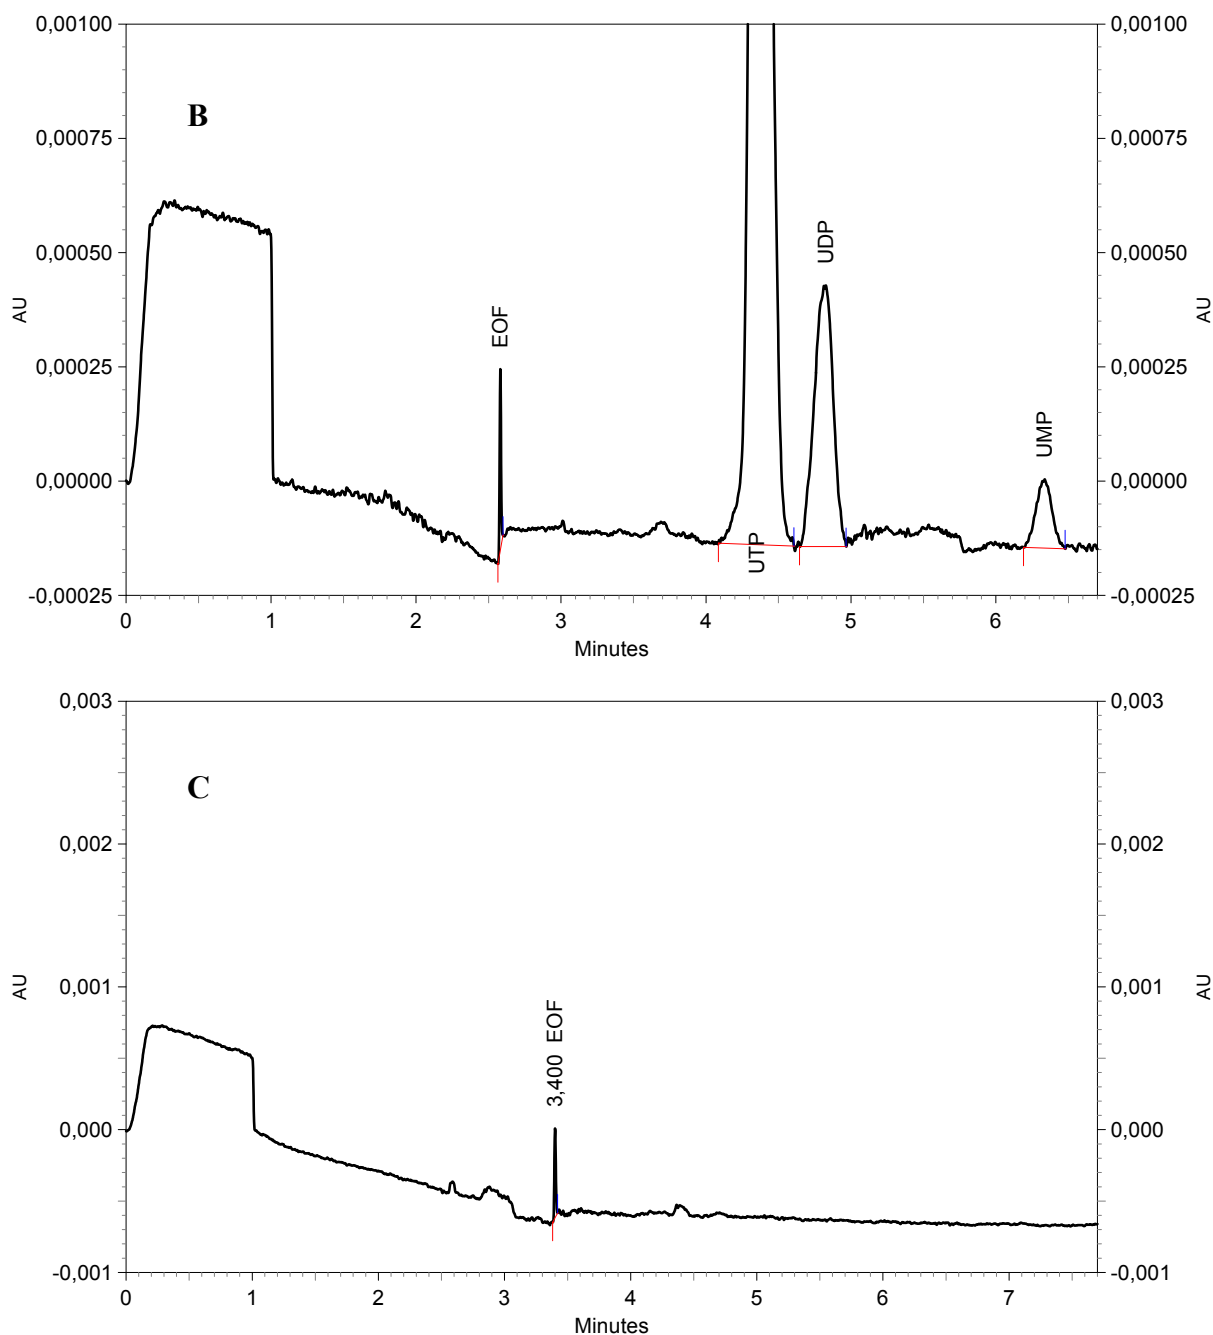 0,00100 0,00100
B
0,00075 0,00075
0,00050 0,00050
UDP
AU AU
EOF
0,00025 0,00025
UMP
0,00000 0,00000
UTP
-0,00025 -0,00025
0 1 2 3 4 5 6
Minutes
0,003 0,003
C
0,002 0,002
AU AU
0,001 0,001
3,400 EOF
0,000 0,000
-0,001 -0,001
0 1 2 3 4 5 6 7
Minutes